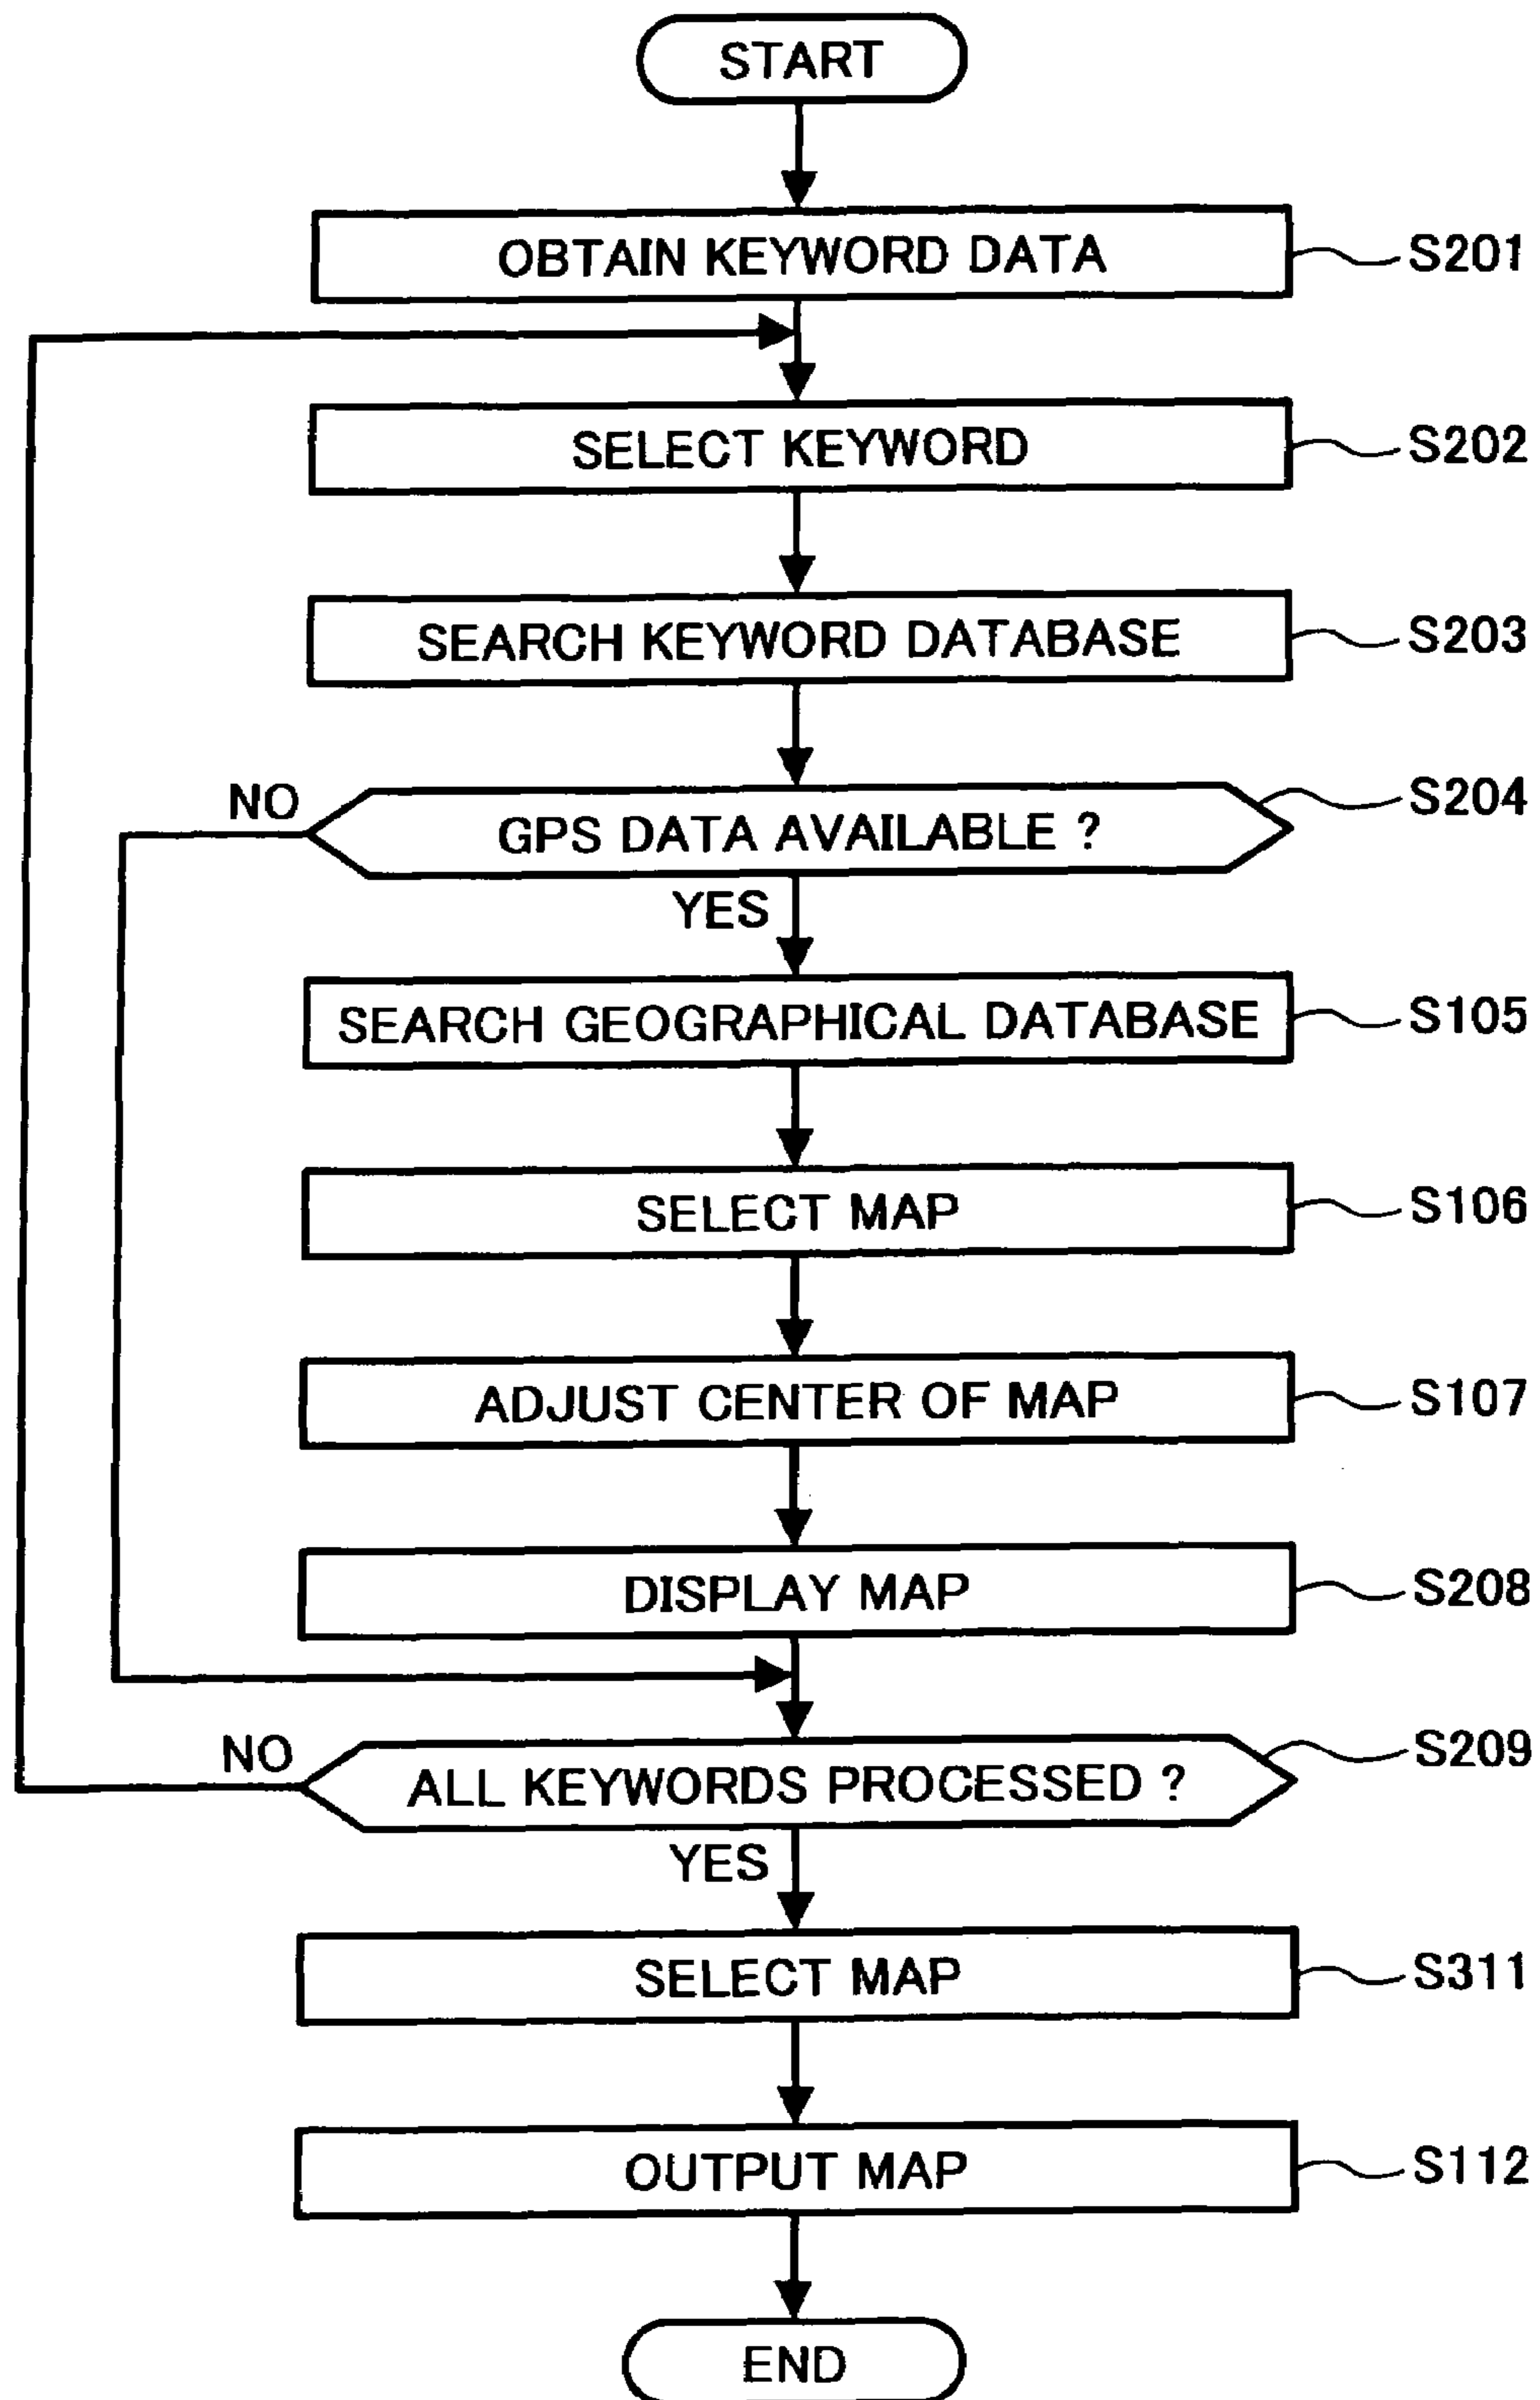 START
OBTAIN KEYWORD DATA
S201
SELECT KEYWORD
S202
SEARCH KEYWORD DATABASE
S203
NO
GPS DATA AVAILABLE ?
S204
YES
SEARCH GEOGRAPHICAL DATABASE
S105
SELECT MAP
S106
ADJUST CENTER OF MAP
S107
DISPLAY MAP
S208
NO
ALL KEYWORDS PROCESSED ?
S209
YES
SELECT MAP
S311
OUTPUT MAP
S112
END